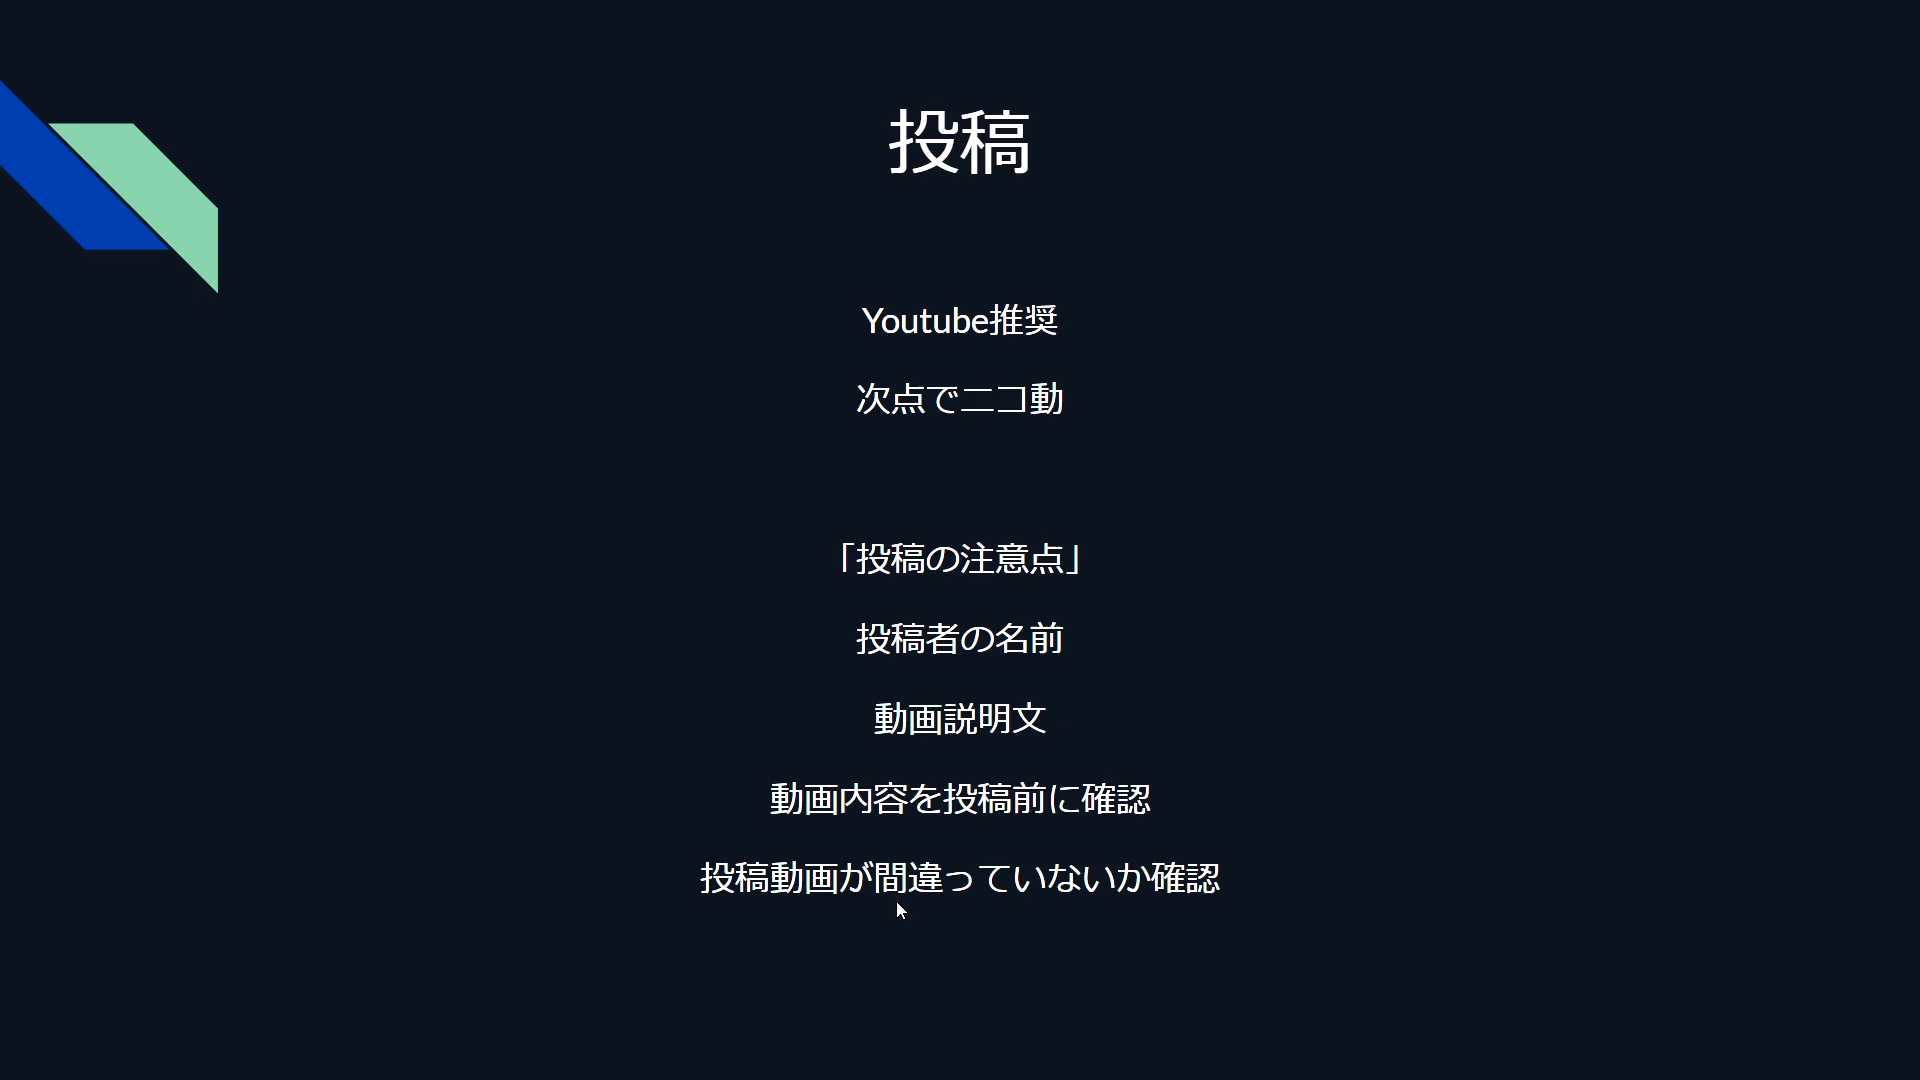 投稿
Youtube推奨
次点でニコ動
「投稿の注意点」
投稿者の名前
動画説明文
動画内容を投稿前に確認
投稿動画が間違っていないか確認